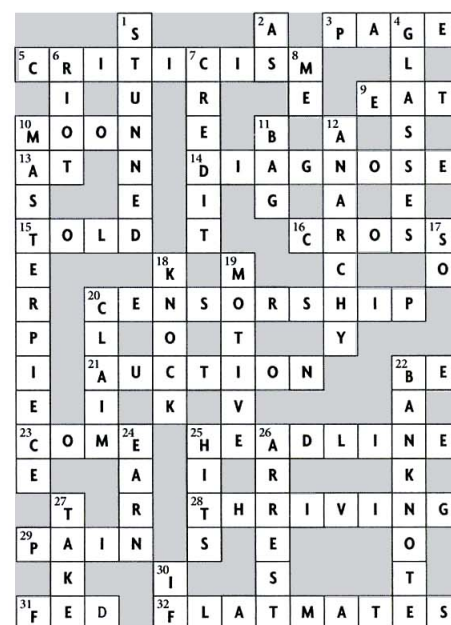 1 S 2 A 3 P A 4 G E
5 C 6 R I T I 7 C I S 8 M L
I U R E 9 E A T
10 M O O N E 11 B 12 A S
13 A T N 14 D I A G N O S E
S E I G A E
15 T O L D T 16 C R O S 17 S
E 18 K 19 M C O
R 20 C E N S O R S H I P
P L O T Y
I 21 A U C T I O N 22 B E
E I K V A
23 C O M 24 E 25 H E 26 A D L I N E
E A I R K
27 T R 28 T H R I V I N G
29 P A I N S E O
K 30 I S T
31 F E D 32 F L A T M A T E S